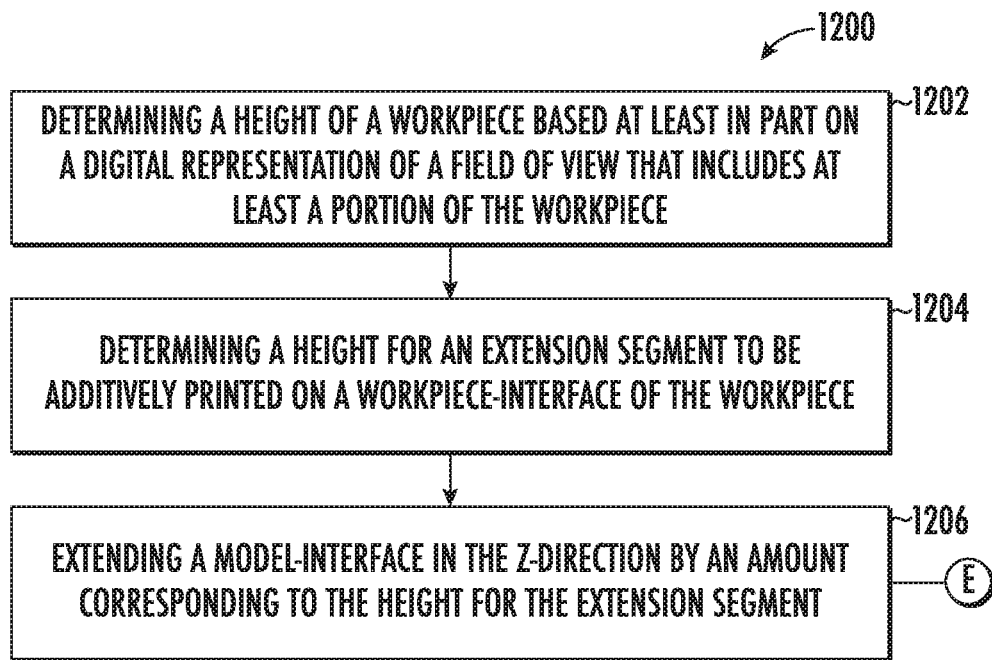 1200
1202
DETERMINING A HEIGHT OF A WORKPIECE BASED AT LEAST IN PART ON
A DIGITAL REPRESENTATION OF A FIELD OF VIEW THAT INCLUDES AT
LEAST A PORTION OF THE WORKPIECE
1204
DETERMINING A HEIGHT FOR AN EXTENSION SEGMENT TO BE
ADDITIVELY PRINTED ON A WORKPIECE-INTERFACE OF THE WORKPIECE
1206
EXTENDING A MODEL-INTERFACE IN THE Z-DIRECTION BY AN AMOUNT
CORRESPONDING TO THE HEIGHT FOR THE EXTENSION SEGMENT
E